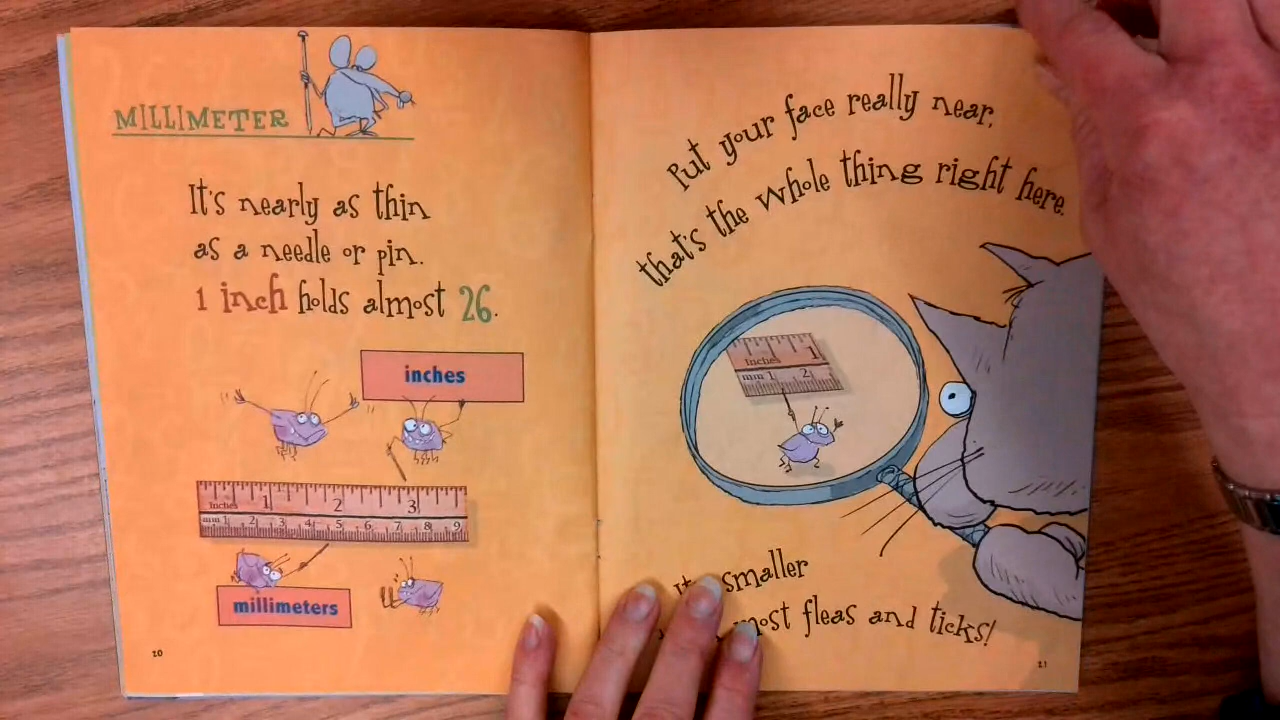 MILLIMETER
It's nearly as thin
as a needle or pin.
1 inch holds almost 26.
inches
Inches 1 2 3
mm 1 2 3 4 5 6 7 8 9
millimeters
20
Put your face really near,
that's the whole thing right here.
Inches 1
mm 1 2
smaller
most fleas and ticks!
21